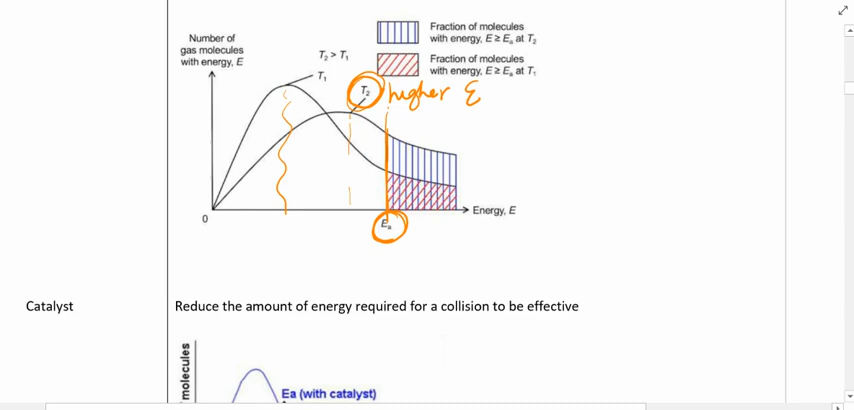 Fraction of molecules
with energy, E ≥ Eₐ at T₂
Number of
gas molecules
with energy, E
T₂ > T₁
Fraction of molecules
with energy, E ≥ Eₐ at T₁
T₁
T₂
higher E
0
Eₐ
Energy, E
Catalyst
Reduce the amount of energy required for a collision to be effective
molecules
Ea (with catalyst)